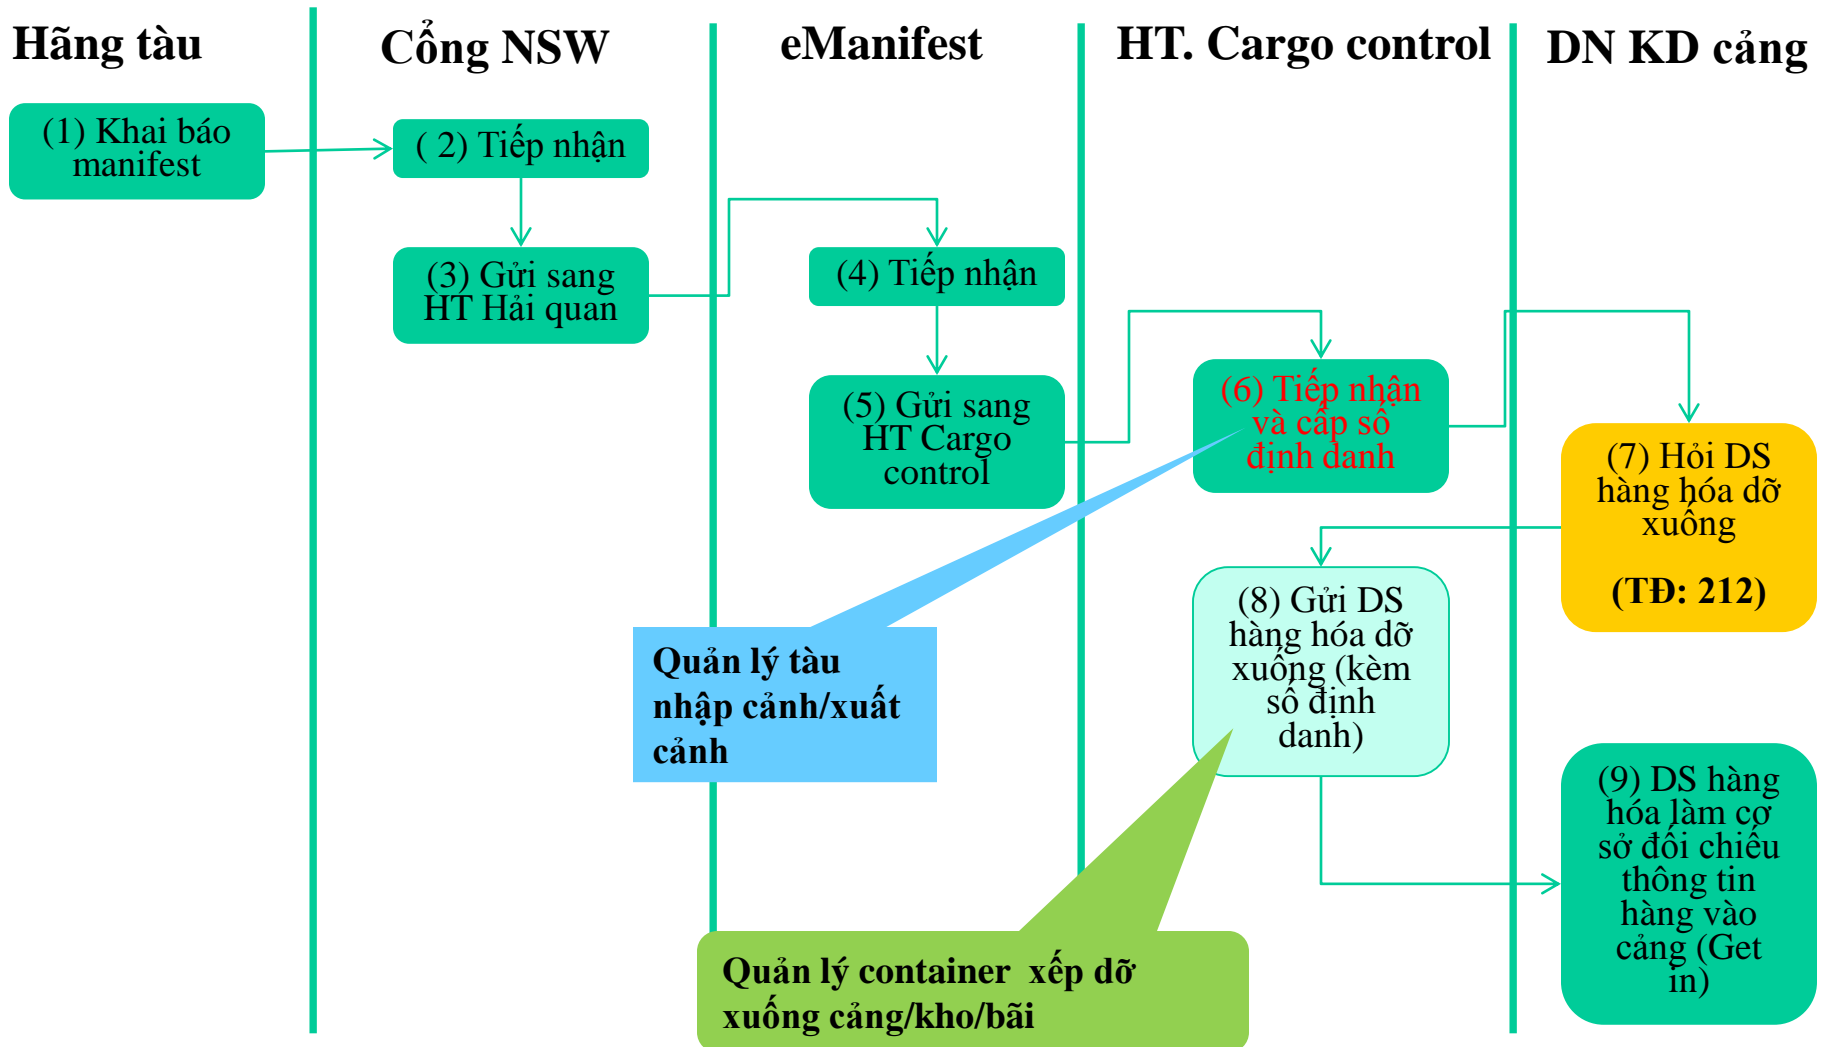 Hãng tàu
Cổng NSW
eManifest
HT. Cargo control
DN KD cảng
(1) Khai báo
manifest
( 2) Tiếp nhận
(3) Gửi sang
HT Hải quan
(4) Tiếp nhận
(5) Gửi sang
HT Cargo
control
(6) Tiếp nhận
và cấp số
định danh
(7) Hỏi DS
hàng hóa dỡ
xuống
(TĐ: 212)
(8) Gửi DS
hàng hóa dỡ
xuống (kèm
số định
danh)
Quản lý tàu
nhập cảnh/xuất
cảnh
(9) DS hàng
hóa làm cơ
sở đối chiếu
thông tin
hàng vào
cảng (Get
in)
Quản lý container  xếp dỡ
xuống cảng/kho/bãi